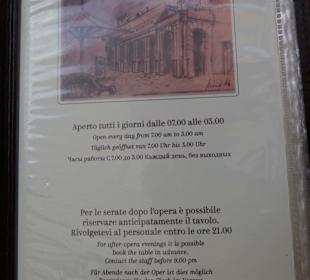 Aperto tutti i giorni dalle 07.00 alle 03.00
Open every day from 7.00 am to 3.00 am
Täglich geöffnet von 7.00 Uhr bis 3.00 Uhr
Часы работы С 7.00 до 3.00 Каждый день, без выходных
Per le serate dopo l'opera è possibile
riservare anticipatamente il tavolo.
Rivolgetevi al personale entro le ore 21.00
For after-opera evenings it is possible
book the table in advance.
Contact the staff before 9.00 pm
Für Abende nach der Oper ist dies möglich